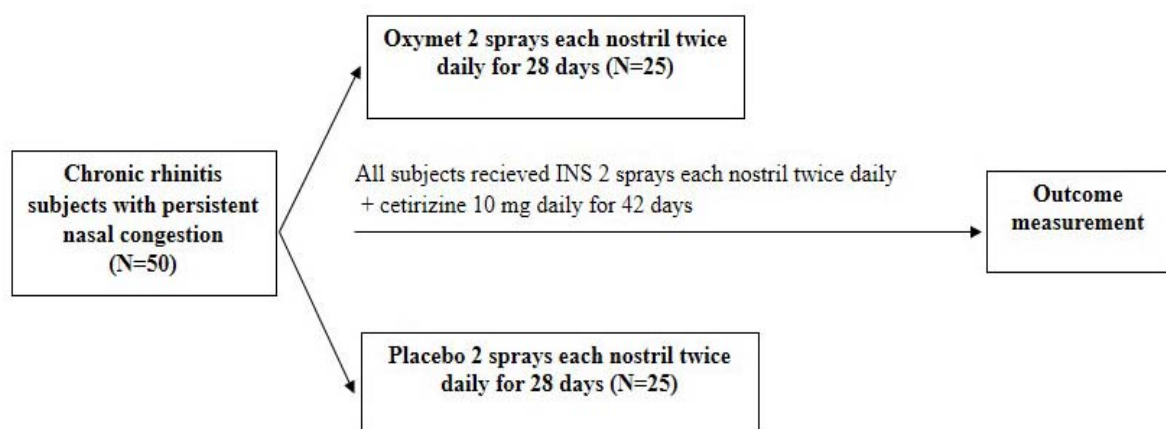 Oxymet 2 sprays each nostril twice
daily for 28 days (N=25)
Chronic rhinitis
subjects with persistent
nasal congestion
(N=50)
All subjects recieved INS 2 sprays each nostril twice daily
+ cetirizine 10 mg daily for 42 days
Outcome
measurement
Placebo 2 sprays each nostril twice
daily for 28 days (N=25)